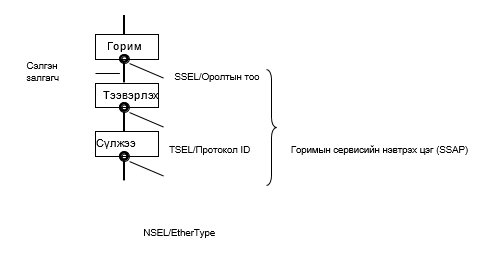 Горим
Сэлгэн
залгагч
SSEL/Оролтын тоо
Тээвэрлэх
Сүлжээ
TSEL/Протокол ID
Горимын сервисийн нэвтрэх цэг (SSAP)
NSEL/EtherType